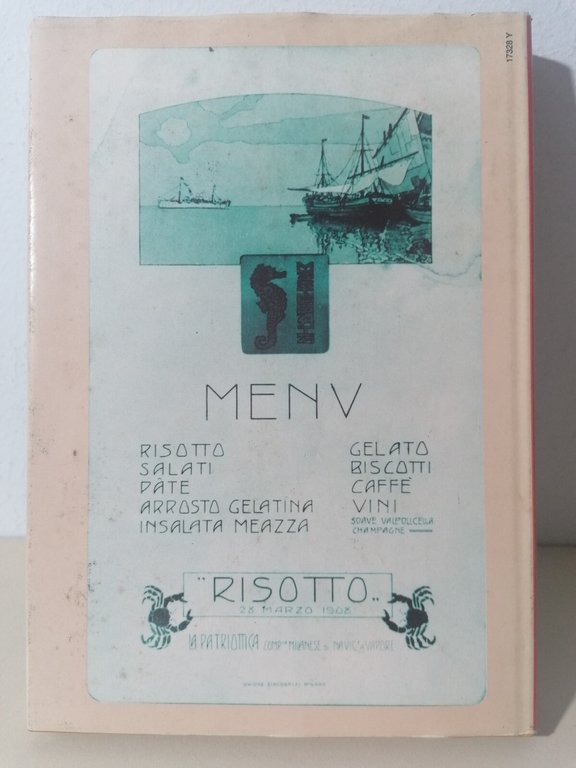 17328 Y
MENV
RISOTTO
SALATI
PÂTE
ARROSTO GELATINA
INSALATA MEAZZA
GELATO
BISCOTTI
CAFFÈ
VINI
SOAVE VALPOLICELLA
CHAMPAGNE
"RISOTTO„
28 MARZO 1908
LA PATRIOTTICA COMP. MILANESE DI NAVIG. A VAPORE